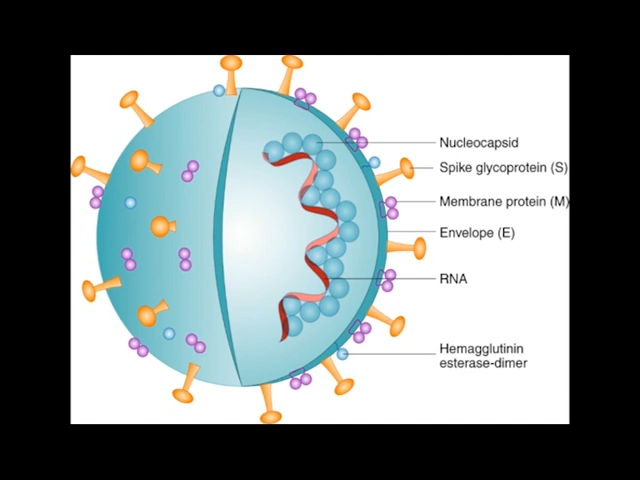 Nucleocapsid
Spike glycoprotein (S)
Membrane protein (M)
Envelope (E)
RNA
Hemagglutinin
esterase-dimer